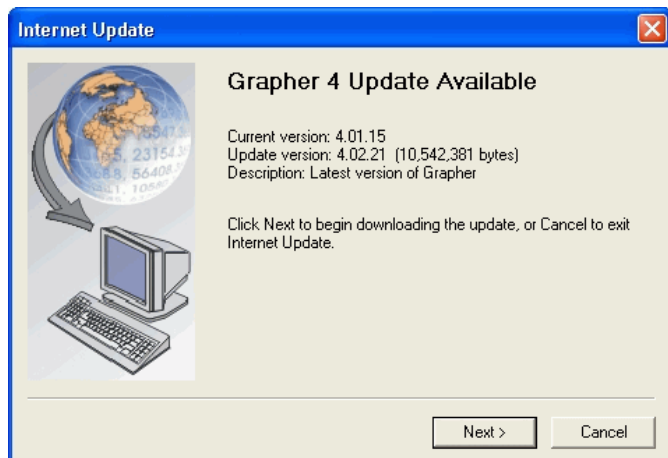 Internet Update
Grapher 4 Update Available
Current version: 4.01.15
Update version: 4.02.21 (10,542,381 bytes)
Description: Latest version of Grapher
Click Next to begin downloading the update, or Cancel to exit
Internet Update.
Next >
Cancel